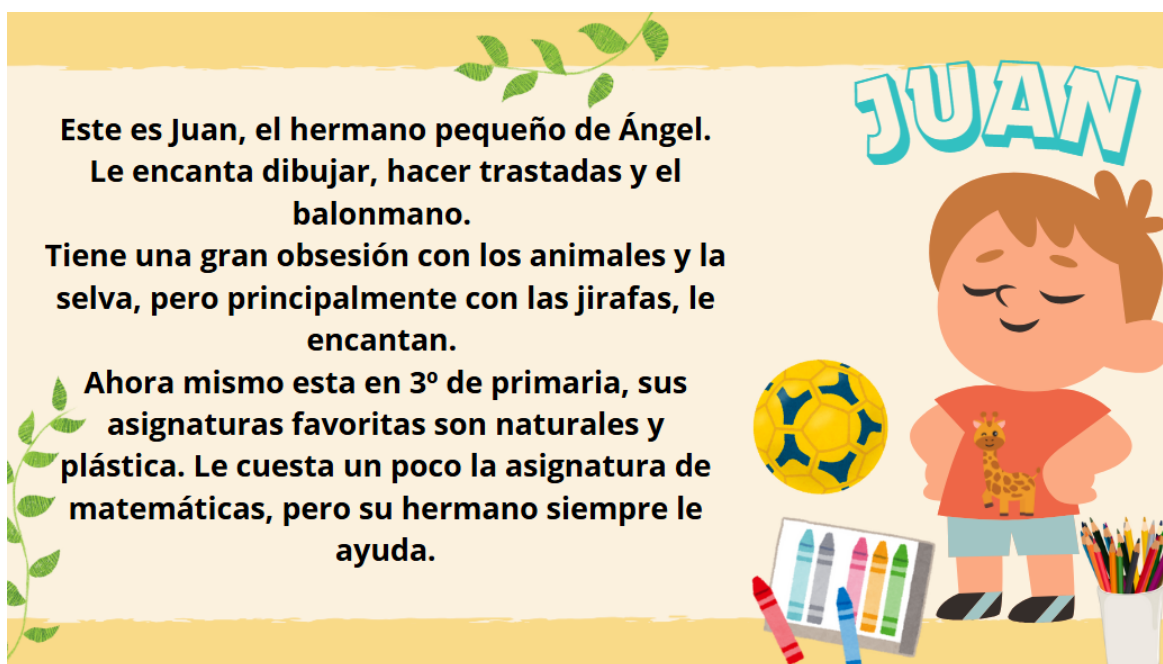 JUAN
Este es Juan, el hermano pequeño de Ángel.
Le encanta dibujar, hacer trastadas y el
balonmano.
Tiene una gran obsesión con los animales y la
selva, pero principalmente con las jirafas, le
encantan.
Ahora mismo esta en 3º de primaria, sus
asignaturas favoritas son naturales y
plástica. Le cuesta un poco la asignatura de
matemáticas, pero su hermano siempre le
ayuda.